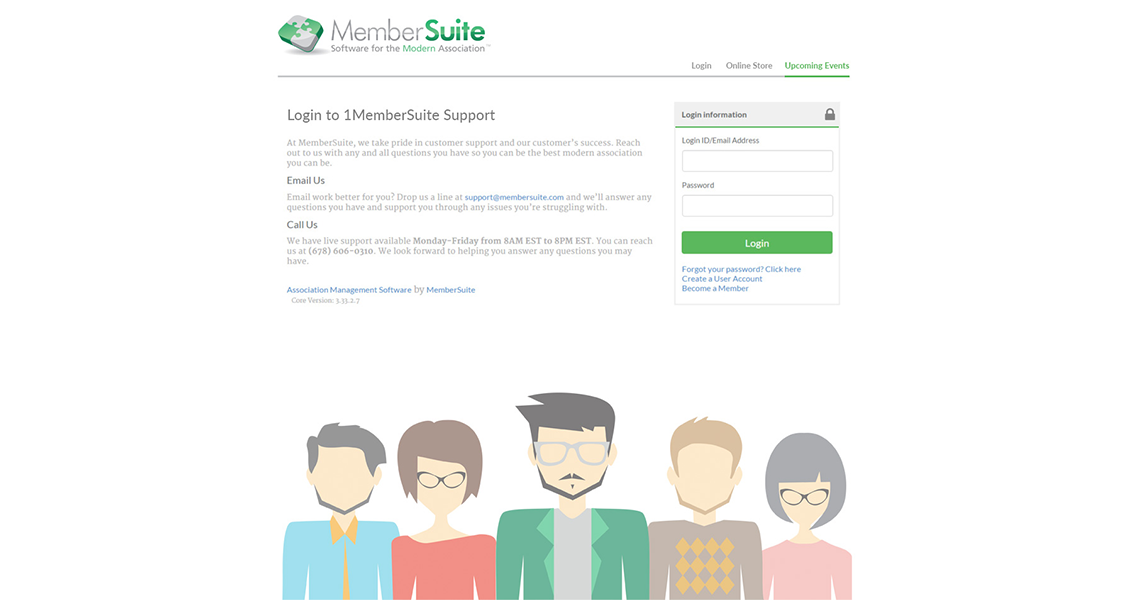 MemberSuite
Software for the Modern Association™
Login Online Store Upcoming Events
Login to 1MemberSuite Support
At MemberSuite, we take pride in customer support and our customer's success. Reach
out to us with any and all questions you have so you can be the best modern association
you can be.
Email Us
Email work better for you? Drop us a line at support@membersuite.com and we'll answer any
questions you have and support you through any issues you're struggling with.
Call Us
We have live support available Monday-Friday from 8AM EST to 8PM EST. You can reach
us at (678) 606-0310. We look forward to helping you answer any questions you may
have.
Association Management Software by MemberSuite
Core Version: 3.33.2.7
Login information
Login ID/Email Address
Password
Login
Forgot your password? Click here
Create a User Account
Become a Member